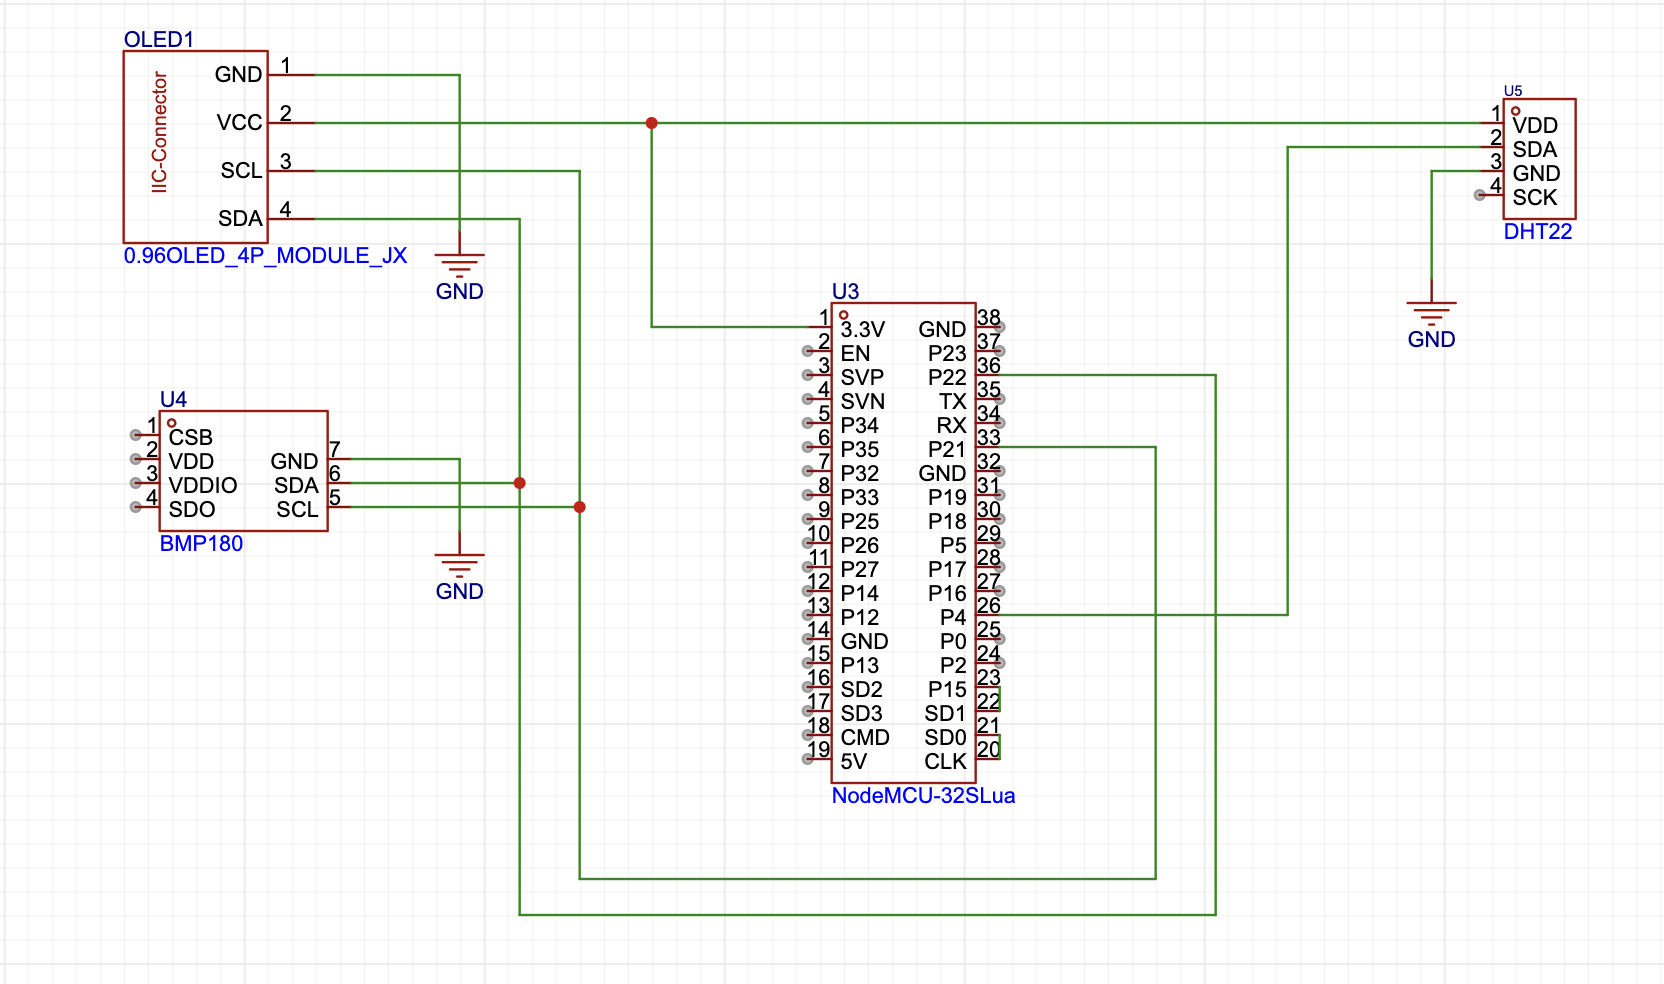 OLED1
IIC-Connector
GND 1
VCC 2
SCL 3
SDA 4
0.96OLED_4P_MODULE_JX
GND
U5
1 VDD
2 SDA
3 GND
4 SCK
DHT22
GND
U3
1 3.3V GND 38
2 EN P23 37
3 SVP P22 36
4 SVN TX 35
5 P34 RX 34
6 P35 P21 33
7 P32 GND 32
8 P33 P19 31
9 P25 P18 30
10 P26 P5 29
11 P27 P17 28
12 P14 P16 27
13 P12 P4 26
14 GND P0 25
15 P13 P2 24
16 SD2 P15 23
17 SD3 SD1 22
18 CMD SD0 21
19 5V CLK 20
NodeMCU-32SLua
U4
1 CSB
2 VDD GND 7
3 VDDIO SDA 6
4 SDO SCL 5
BMP180
GND